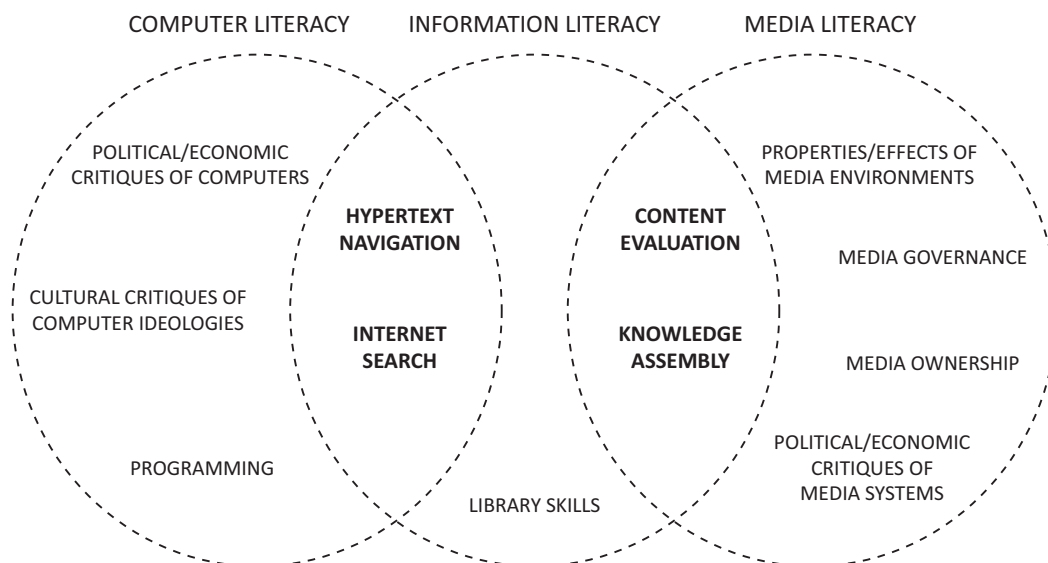 COMPUTER LITERACY
INFORMATION LITERACY
MEDIA LITERACY
POLITICAL/ECONOMIC
CRITIQUES OF COMPUTERS
CULTURAL CRITIQUES OF
COMPUTER IDEOLOGIES
PROGRAMMING
HYPERTEXT
NAVIGATION
INTERNET
SEARCH
LIBRARY SKILLS
CONTENT
EVALUATION
KNOWLEDGE
ASSEMBLY
PROPERTIES/EFFECTS OF
MEDIA ENVIRONMENTS
MEDIA GOVERNANCE
MEDIA OWNERSHIP
POLITICAL/ECONOMIC
CRITIQUES OF
MEDIA SYSTEMS